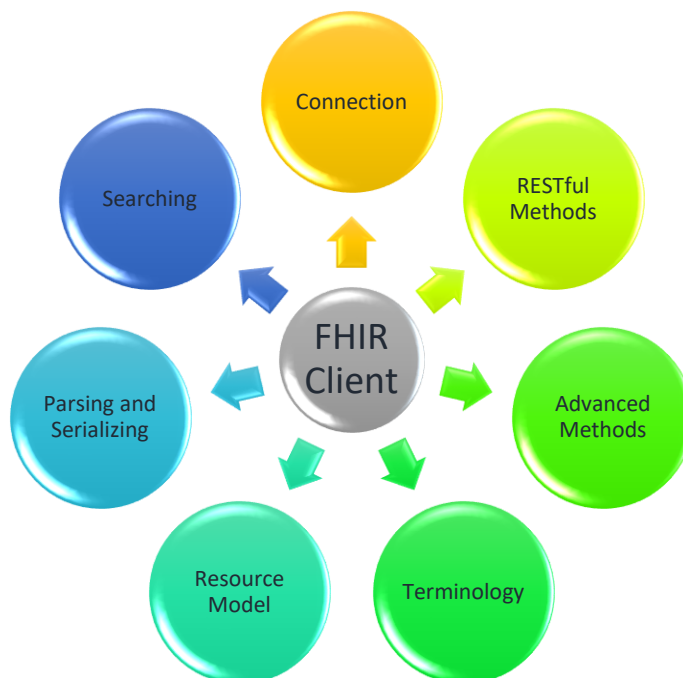 Connection
RESTful
Methods
Advanced
Methods
Terminology
Resource
Model
Parsing and
Serializing
Searching
FHIR
Client